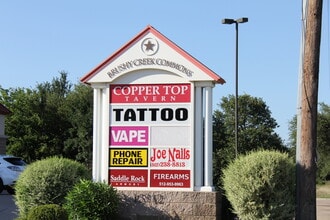 BRUSHY CREEK COMMONS
COPPER TOP
TAVERN
TATTOO
VAPE
PHONE
REPAIR
Joe Nails
Saddle Rock
FIREARMS